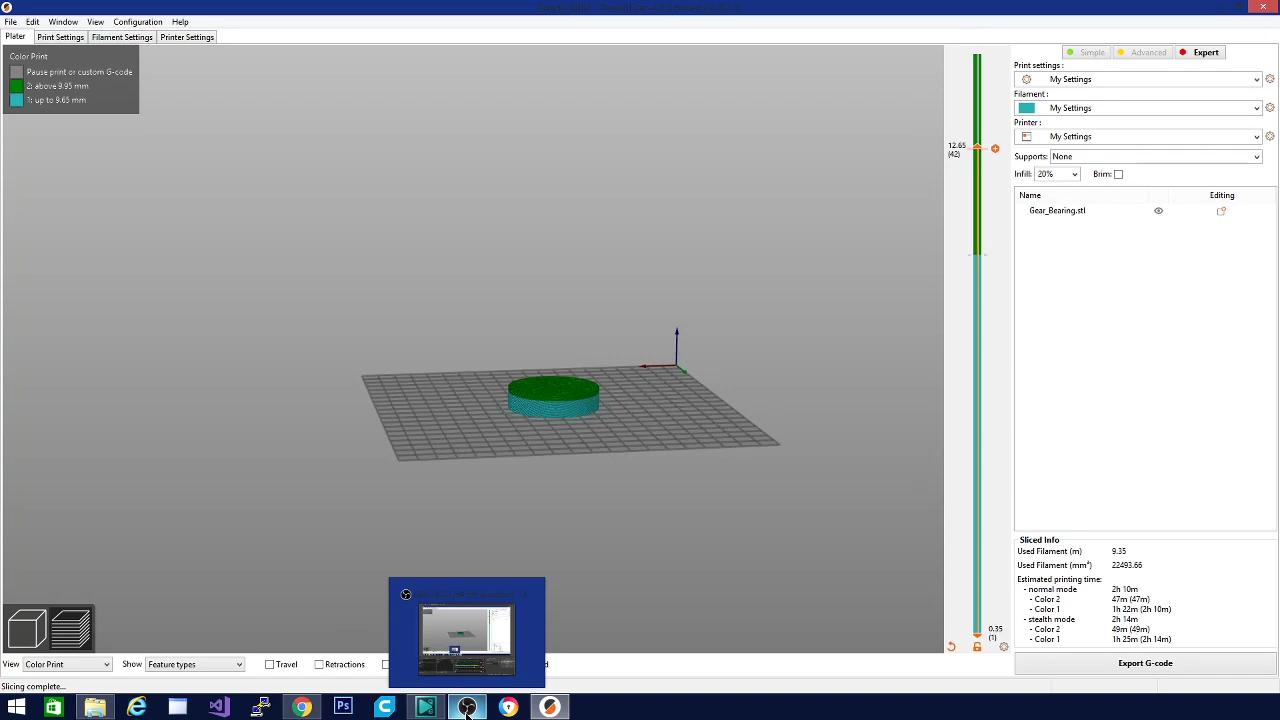 File Edit Window View Configuration Help
Plater Print Settings Filament Settings Printer Settings
Simple Advanced Expert
Color Print
Pause print or custom G-code
2: above 9.95 mm
1: up to 9.65 mm
12.65
(42)
0.35
(1)
Print settings :
My Settings
Filament :
My Settings
Printer :
My Settings
Supports: None
Infill: 20% Brim:
Name Editing
Gear_Bearing.stl
Sliced Info
Used Filament (m) 9.35
Used Filament (mm³) 22493.66
Estimated printing time:
- normal mode 2h 10m
- Color 2 47m (47m)
- Color 1 1h 22m (2h 10m)
- stealth mode 2h 14m
- Color 2 49m (49m)
- Color 1 1h 25m (2h 14m)
Export G-code
View Color Print Show Feature types Travel Retractions
Slicing complete...
Ps